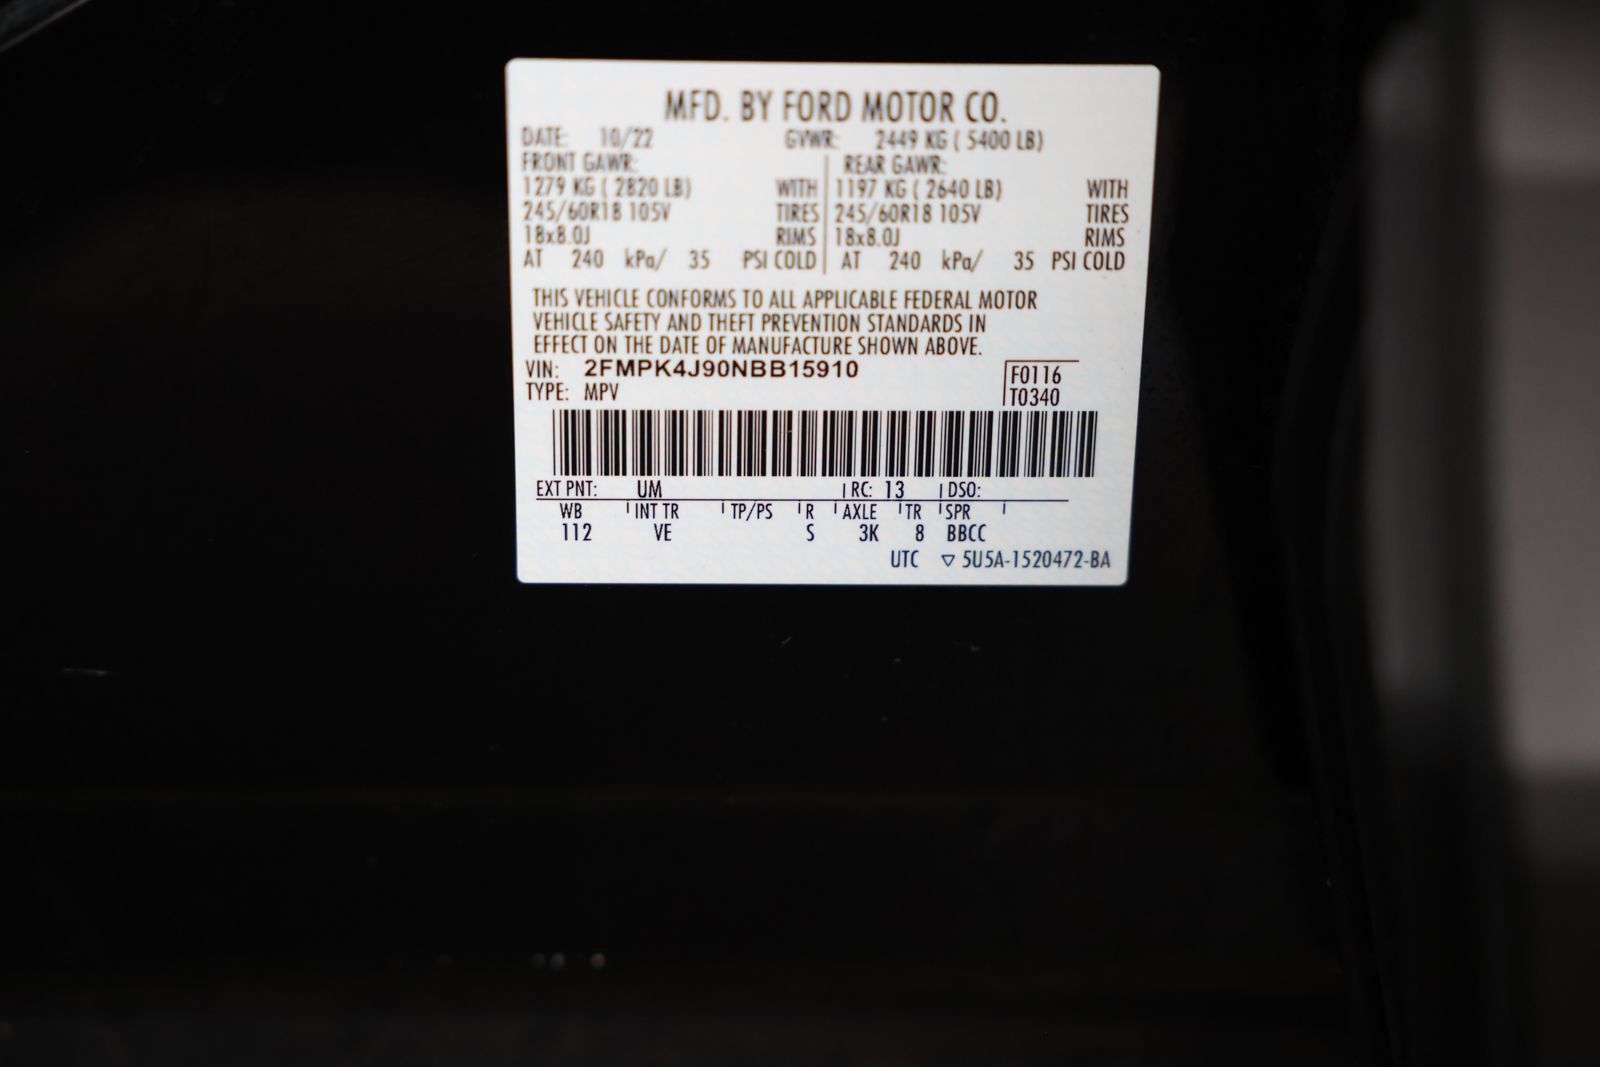 MFD. BY FORD MOTOR CO.
DATE: 10/22 GVWR: 2449 KG ( 5400 LB)
FRONT GAWR: REAR GAWR:
1279 KG ( 2820 LB) WITH 1197 KG ( 2640 LB) WITH
245/60R18 105V TIRES 245/60R18 105V TIRES
18x8.0J RIMS 18x8.0J RIMS
AT 240 kPa/ 35 PSI COLD AT 240 kPa/ 35 PSI COLD
THIS VEHICLE CONFORMS TO ALL APPLICABLE FEDERAL MOTOR
VEHICLE SAFETY AND THEFT PREVENTION STANDARDS IN
EFFECT ON THE DATE OF MANUFACTURE SHOWN ABOVE.
VIN: 2FMPK4J90NBB15910 F0116
TYPE: MPV T0340
EXT PNT: UM RC: 13 DSO:
WB INT TR TP/PS R AXLE TR SPR
112 VE S 3K 8 BBCC
UTC ▽ 5U5A-1520472-BA